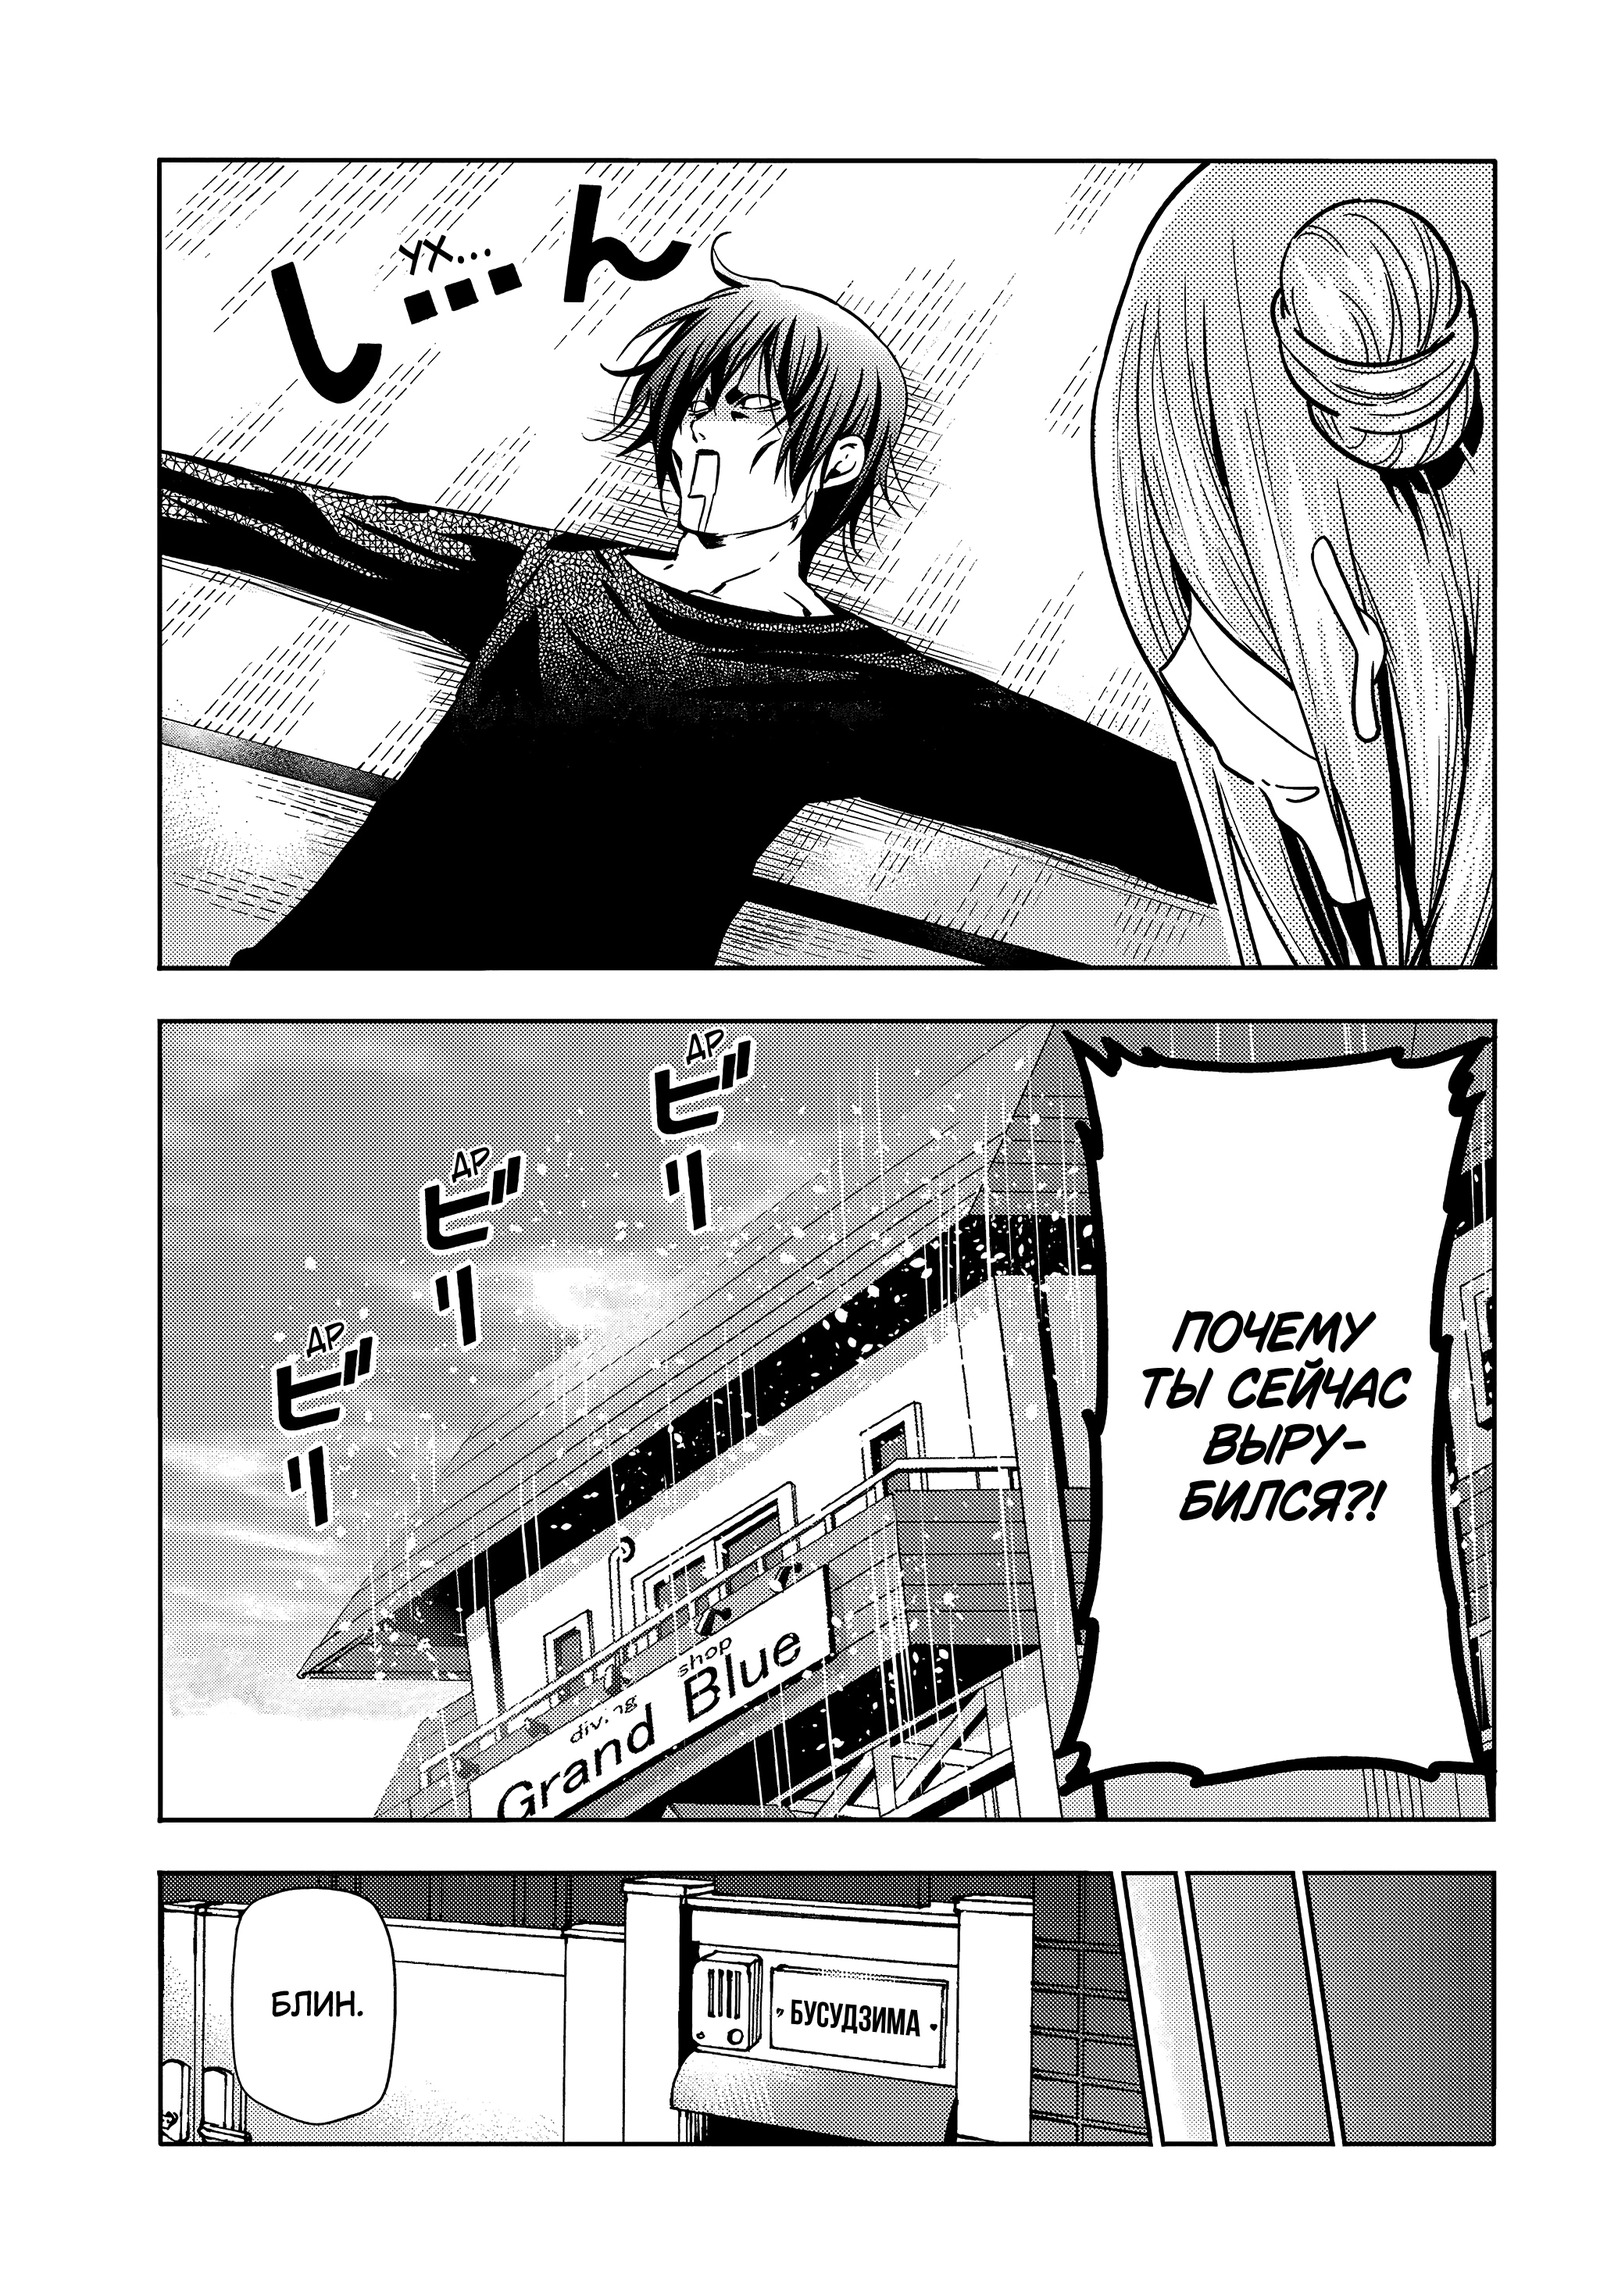 し…ん
УХ...
ПОЧЕМУ
ТЫ СЕЙЧАС
ВЫРУ-
БИЛСЯ?!
ДР
ビリ
ДР
ビリ
ДР
ビリ
diving shop
Grand Blue
БУСУДЗИМА
БЛИН.